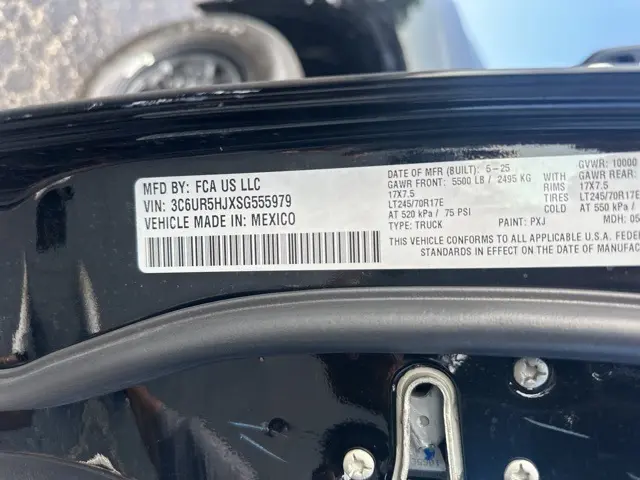 MFD BY: FCA US LLC
VIN: 3C6UR5HJXSG555979
VEHICLE MADE IN: MEXICO
DATE OF MFR (BUILT): 5-25
GVWR: 10000
GAWR FRONT: 5500 LB / 2495 KG
WITH
GAWR REAR:
17X7.5
RIMS
17X7.5
LT245/70R17E
TIRES
LT245/70R17E
AT 520 kPa / 75 PSI
COLD
AT 550 kPa /
TYPE: TRUCK
PAINT: PXJ
MDH: 05
THIS VEHICLE CONFORMS TO ALL APPLICABLE U.S.A. FEDER
STANDARDS IN EFFECT ON THE DATE OF MANUFAC